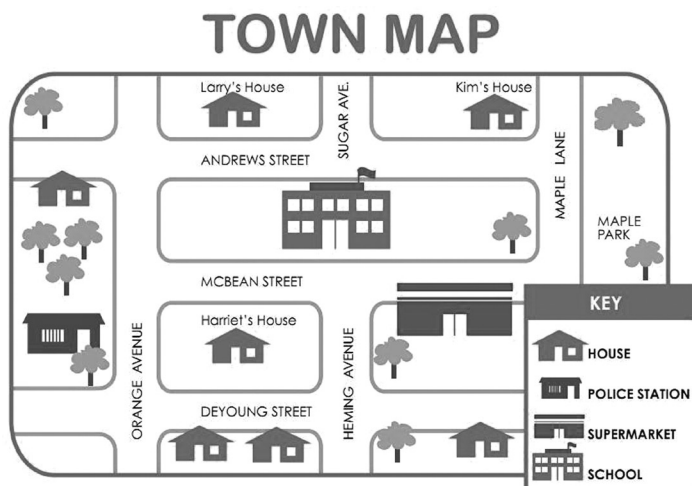 TOWN MAP
Larry's House
Kim's House
SUGAR AVE.
ANDREWS STREET
MAPLE LANE
MAPLE
PARK
MCBEAN STREET
Harriet's House
ORANGE AVENUE
HEMING AVENUE
DEYOUNG STREET
KEY
HOUSE
POLICE STATION
SUPERMARKET
SCHOOL